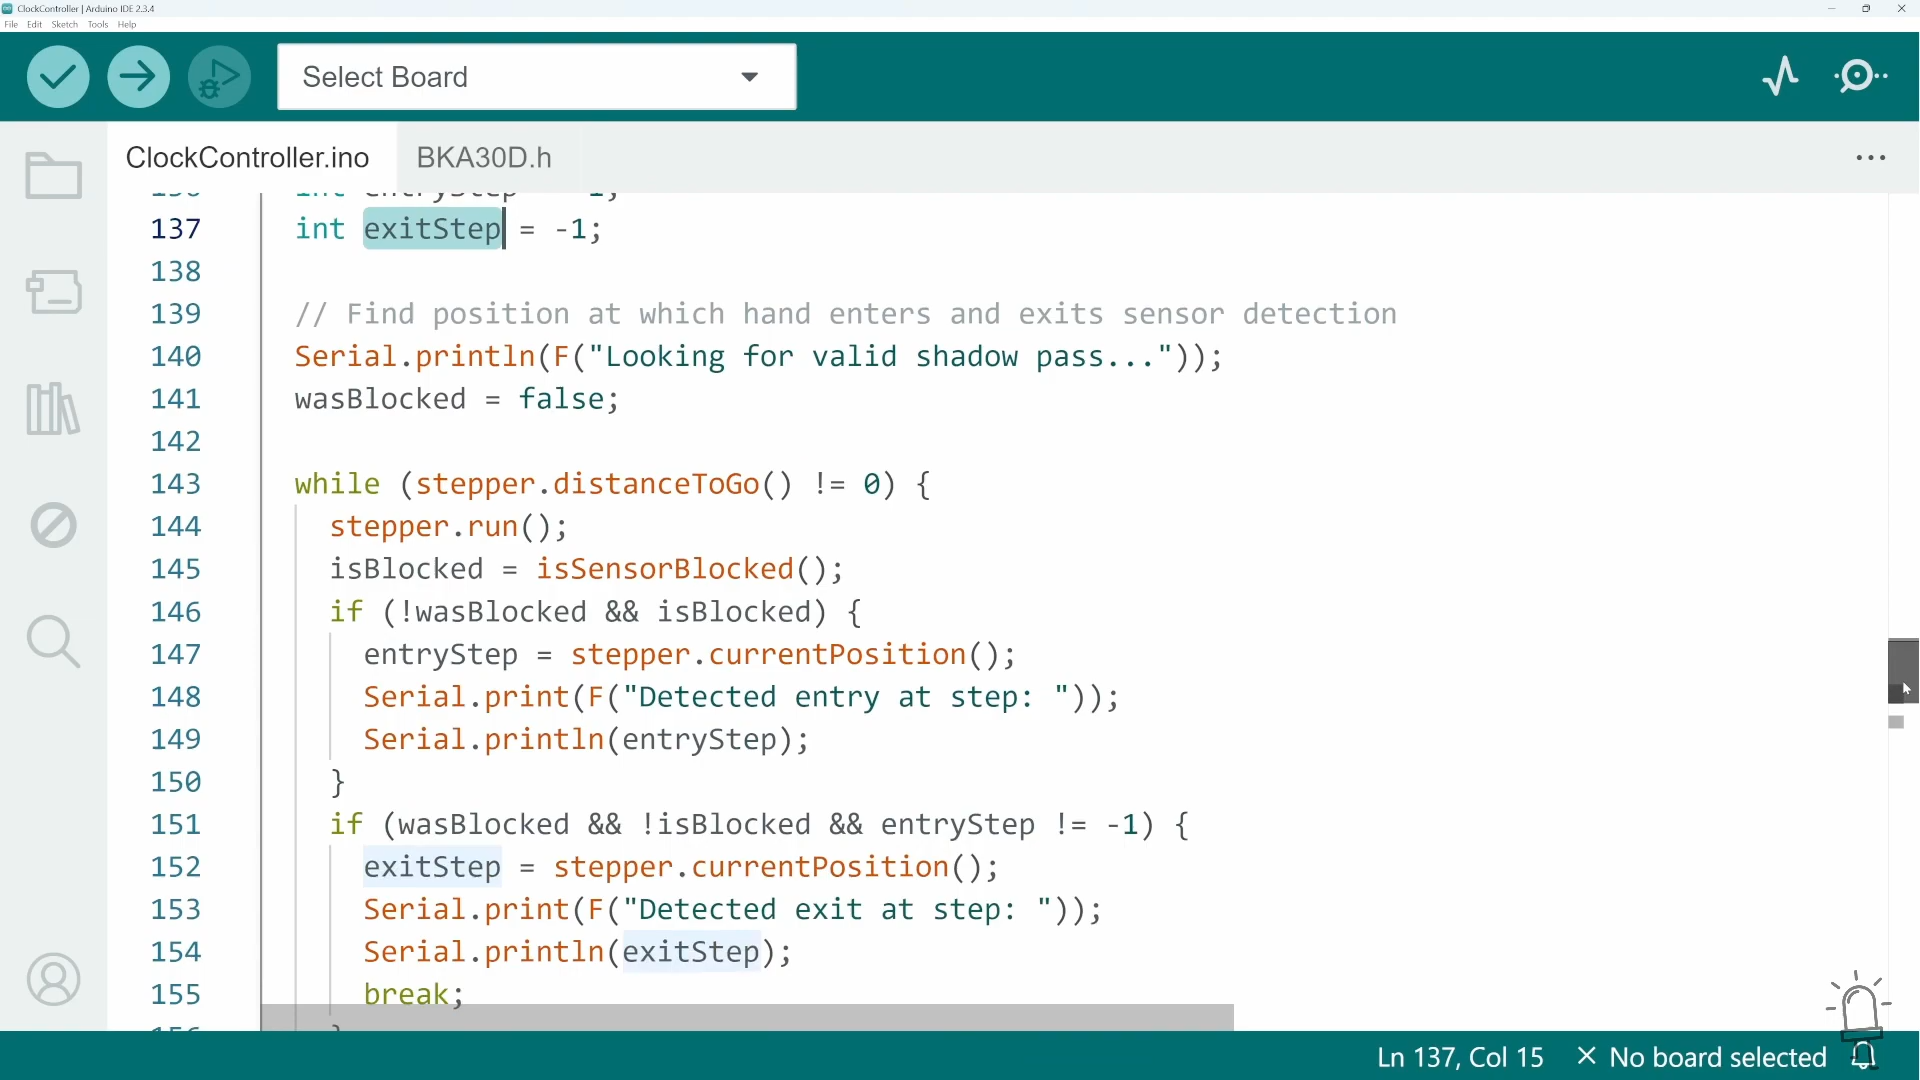 ClockController | Arduino IDE 2.3.4
File Edit Sketch Tools Help
Select Board
ClockController.ino BKA30D.h
136 int entryStep = -1;
137 int exitStep = -1;
138
139 // Find position at which hand enters and exits sensor detection
140 Serial.println(F("Looking for valid shadow pass..."));
141 wasBlocked = false;
142
143 while (stepper.distanceToGo() != 0) {
144 stepper.run();
145 isBlocked = isSensorBlocked();
146 if (!wasBlocked && isBlocked) {
147 entryStep = stepper.currentPosition();
148 Serial.print(F("Detected entry at step: "));
149 Serial.println(entryStep);
150 }
151 if (wasBlocked && !isBlocked && entryStep != -1) {
152 exitStep = stepper.currentPosition();
153 Serial.print(F("Detected exit at step: "));
154 Serial.println(exitStep);
155 break;
156 }
Ln 137, Col 15 × No board selected